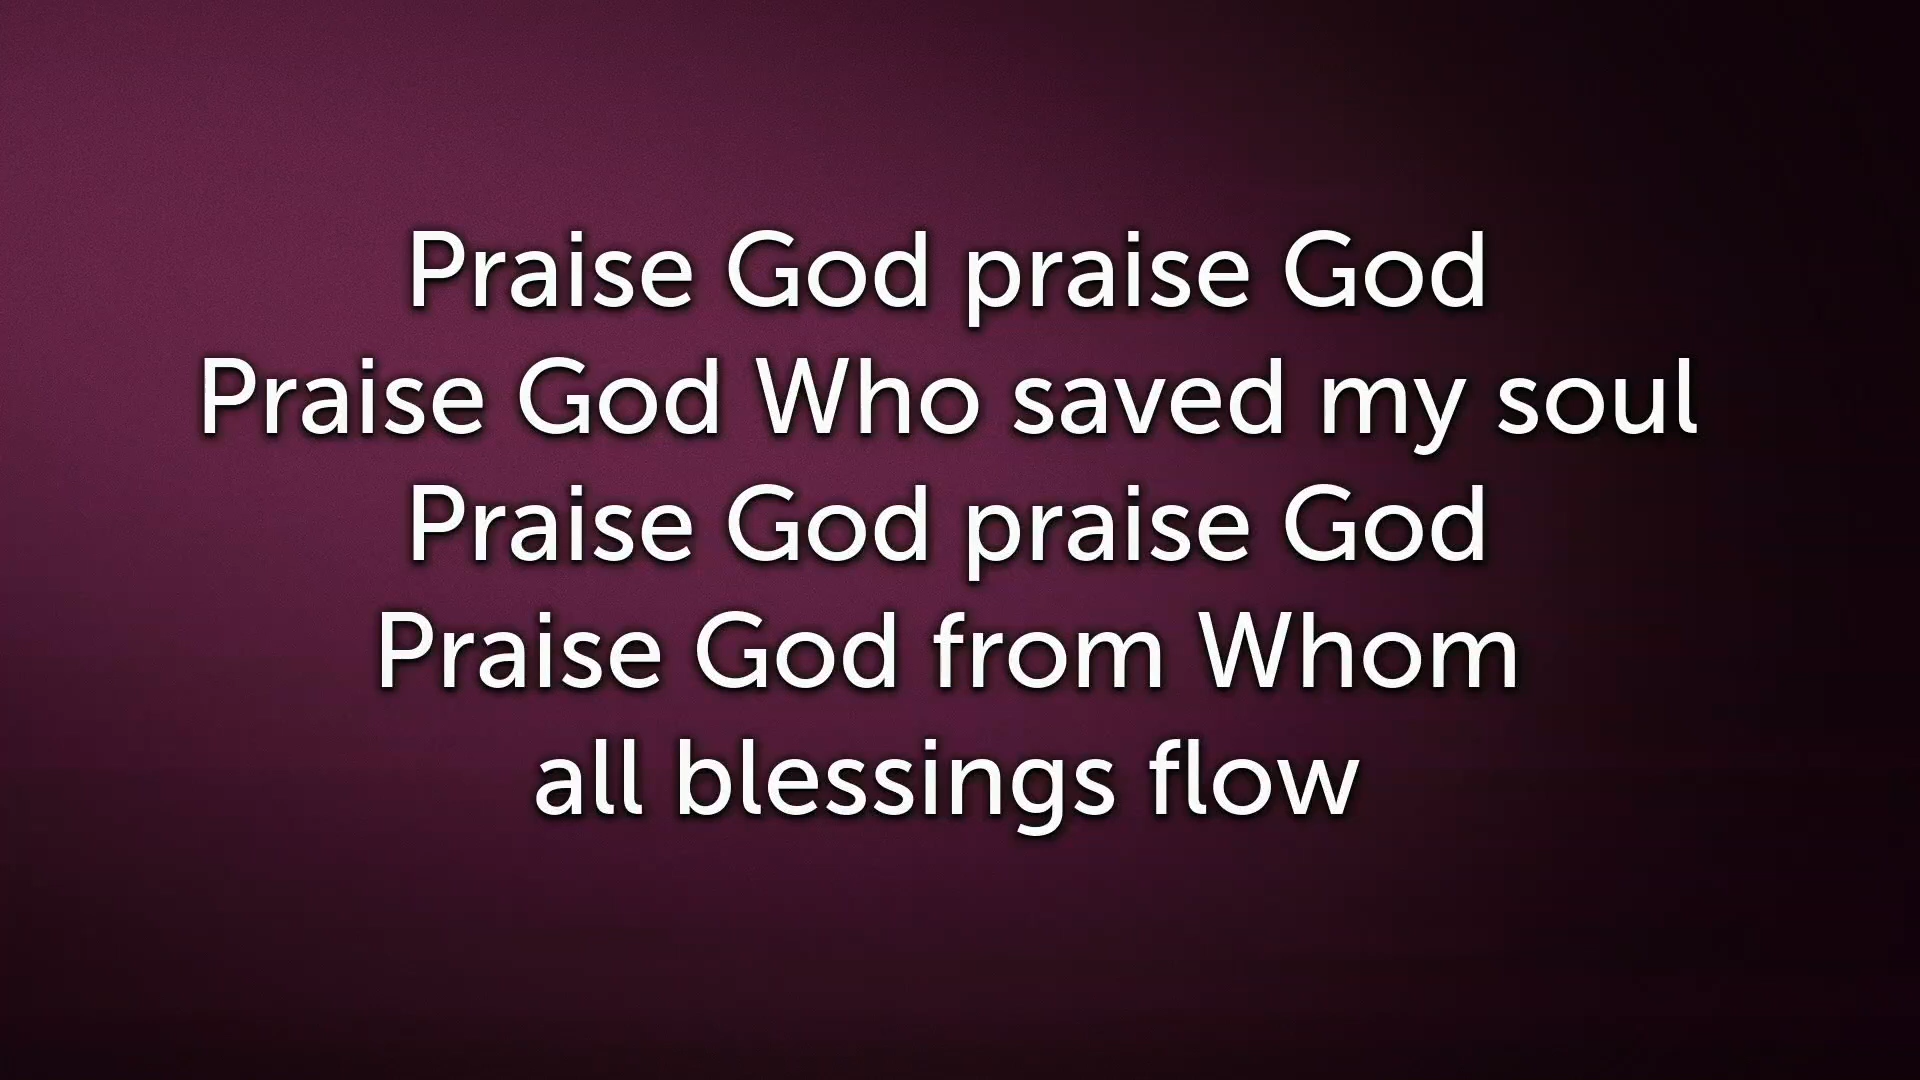 Praise God praise God
Praise God Who saved my soul
Praise God praise God
Praise God from Whom
all blessings flow